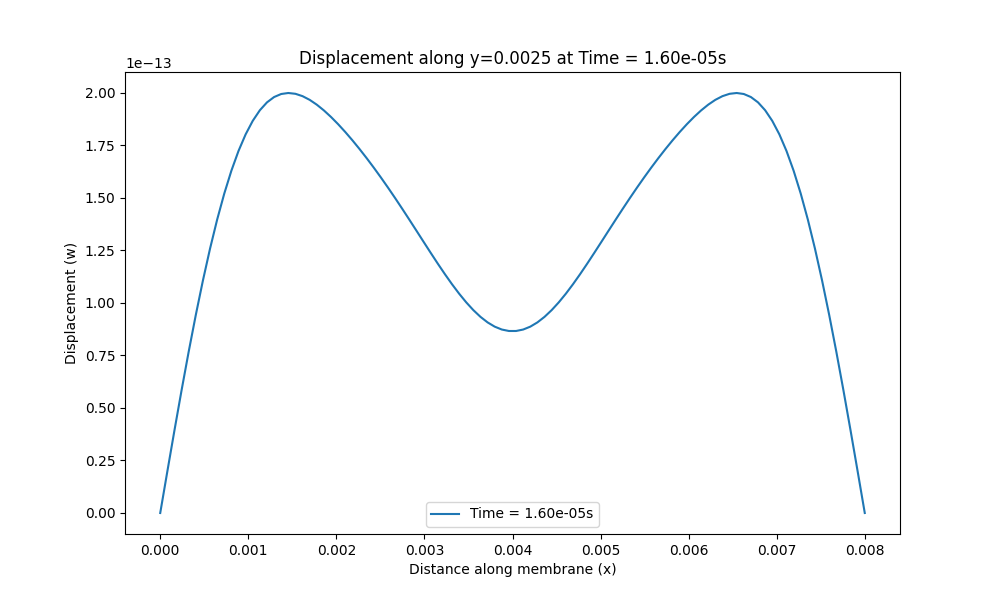 Displacement along y=0.0025 at Time = 1.60e-05s
1e−13
2.00
1.75
1.50
1.25
1.00
0.75
0.50
0.25
0.00
Displacement (w)
Time = 1.60e-05s
0.000 0.001 0.002 0.003 0.004 0.005 0.006 0.007 0.008
Distance along membrane (x)